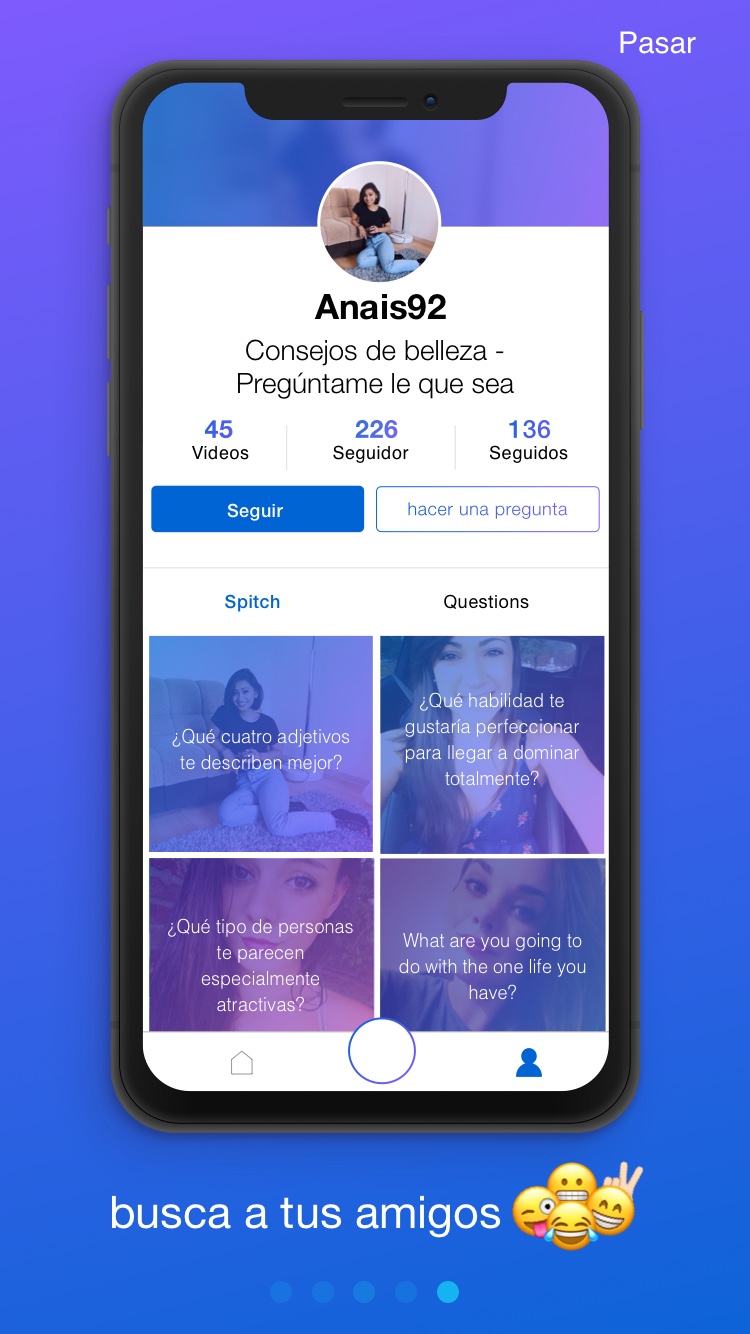 Pasar
Anais92
Consejos de belleza -
Pregúntame le que sea
45 226 136
Videos Seguidor Seguidos
Seguir hacer una pregunta
Spitch Questions
¿Qué cuatro adjetivos
te describen mejor?
¿Qué habilidad te
gustaría perfeccionar
para llegar a dominar
totalmente?
¿Qué tipo de personas
te parecen
especialmente
atractivas?
What are you going to
do with the one life you
have?
busca a tus amigos